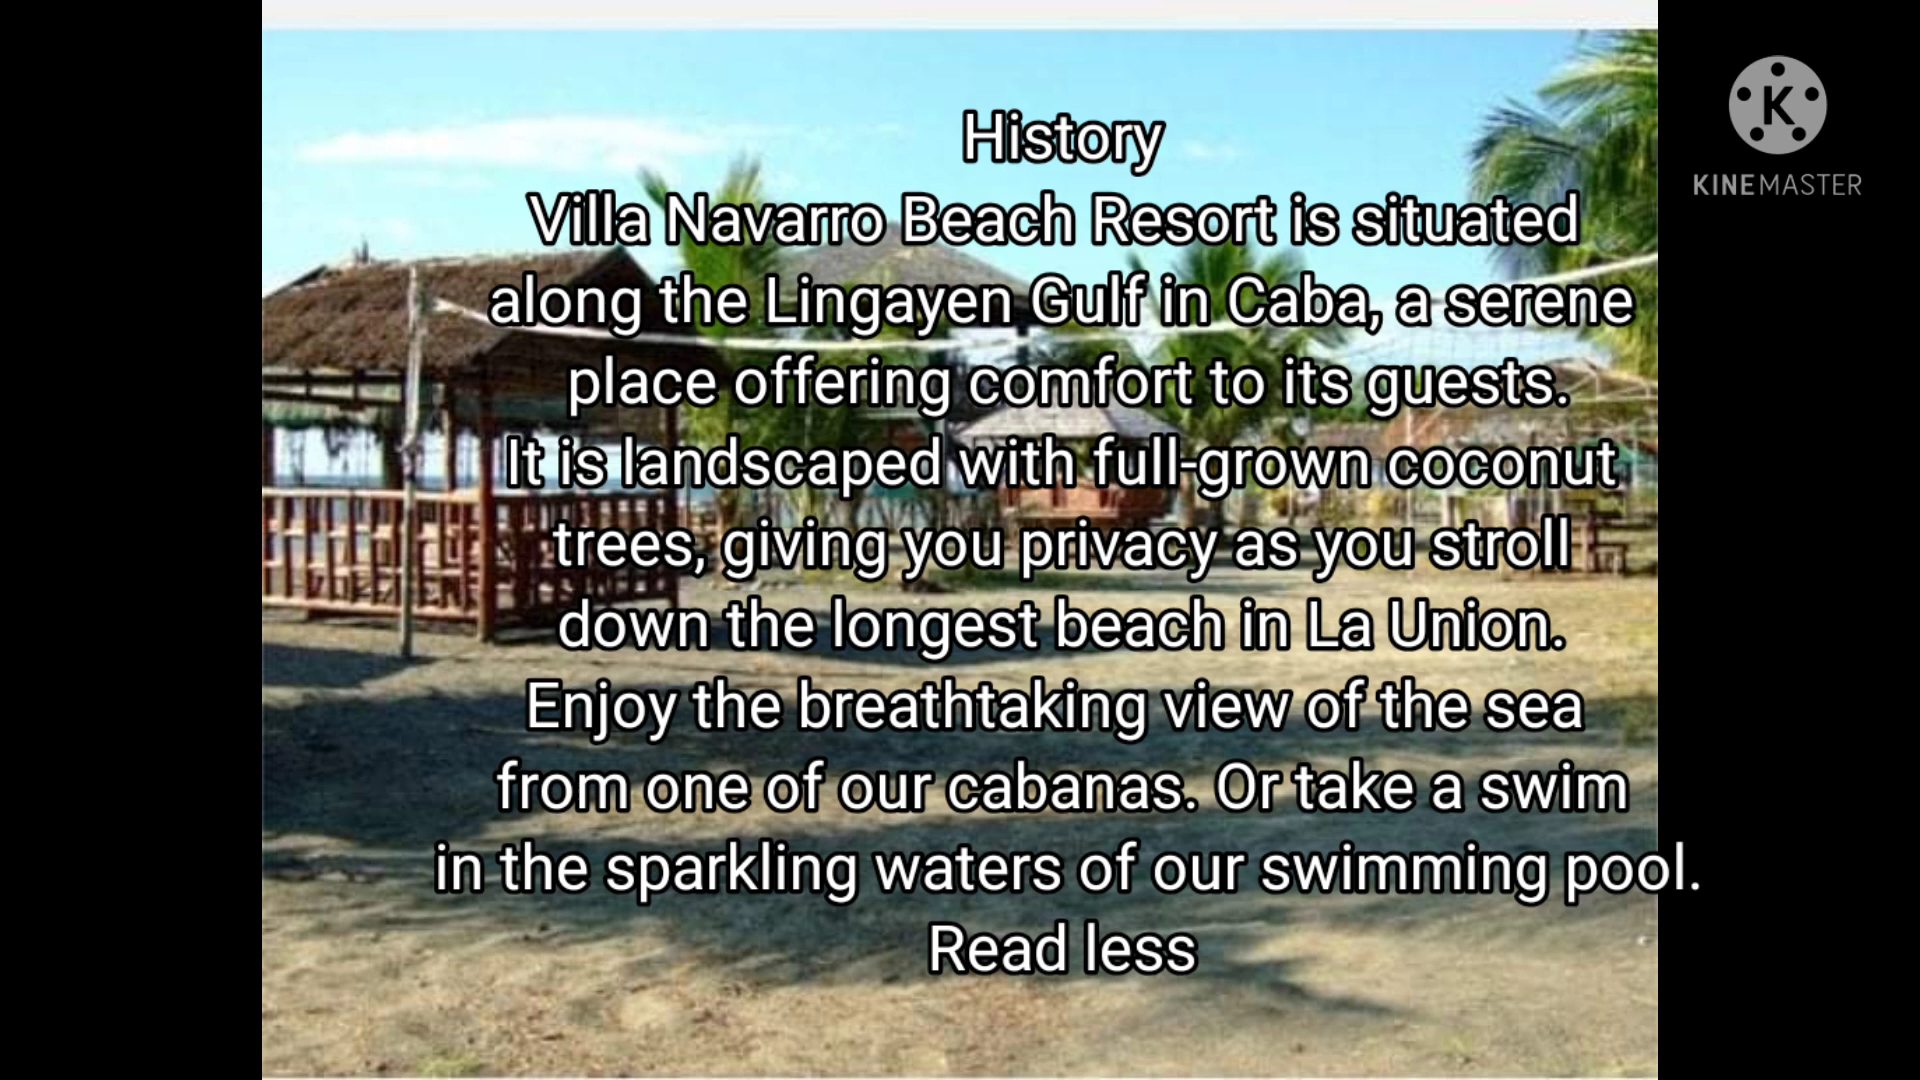 History
Villa Navarro Beach Resort is situated
along the Lingayen Gulf in Caba, a serene
place offering comfort to its guests.
It is landscaped with full-grown coconut
trees, giving you privacy as you stroll
down the longest beach in La Union.
Enjoy the breathtaking view of the sea
from one of our cabanas. Or take a swim
in the sparkling waters of our swimming pool.
Read less
K
KINEMASTER